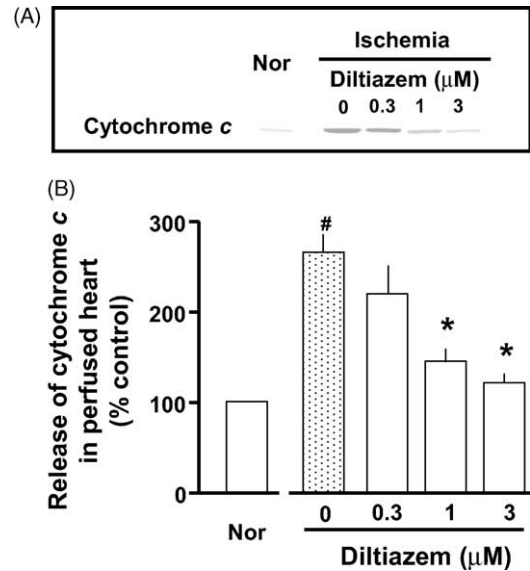 (A)
Ischemia
Nor
Diltiazem (μM)
0 0.3 1 3
Cytochrome c
(B)
Release of cytochrome c
in perfused heart
(% control)
300
200
100
0
#
*
*
Nor
0 0.3 1 3
Diltiazem (μM)